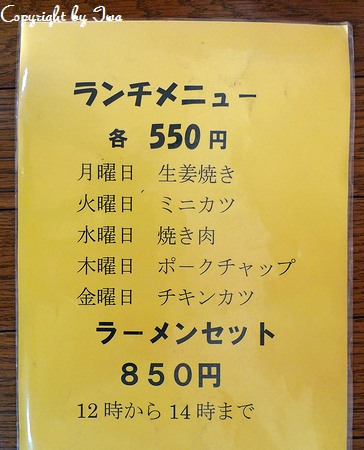 Copyright by Iwa
ランチメニュー
各 550円
月曜日 生姜焼き
火曜日 ミニカツ
水曜日 焼き肉
木曜日 ポークチャップ
金曜日 チキンカツ
ラーメンセット
850円
12時から14時まで